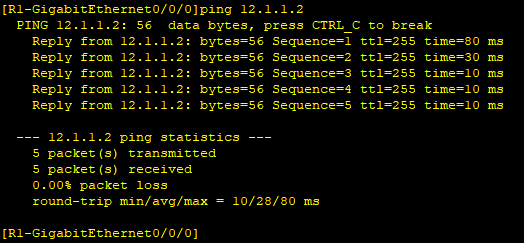 [R1-GigabitEthernet0/0/0]ping 12.1.1.2
PING 12.1.1.2: 56 data bytes, press CTRL_C to break
Reply from 12.1.1.2: bytes=56 Sequence=1 ttl=255 time=80 ms
Reply from 12.1.1.2: bytes=56 Sequence=2 ttl=255 time=30 ms
Reply from 12.1.1.2: bytes=56 Sequence=3 ttl=255 time=10 ms
Reply from 12.1.1.2: bytes=56 Sequence=4 ttl=255 time=10 ms
Reply from 12.1.1.2: bytes=56 Sequence=5 ttl=255 time=10 ms
--- 12.1.1.2 ping statistics ---
5 packet(s) transmitted
5 packet(s) received
0.00% packet loss
round-trip min/avg/max = 10/28/80 ms
[R1-GigabitEthernet0/0/0]